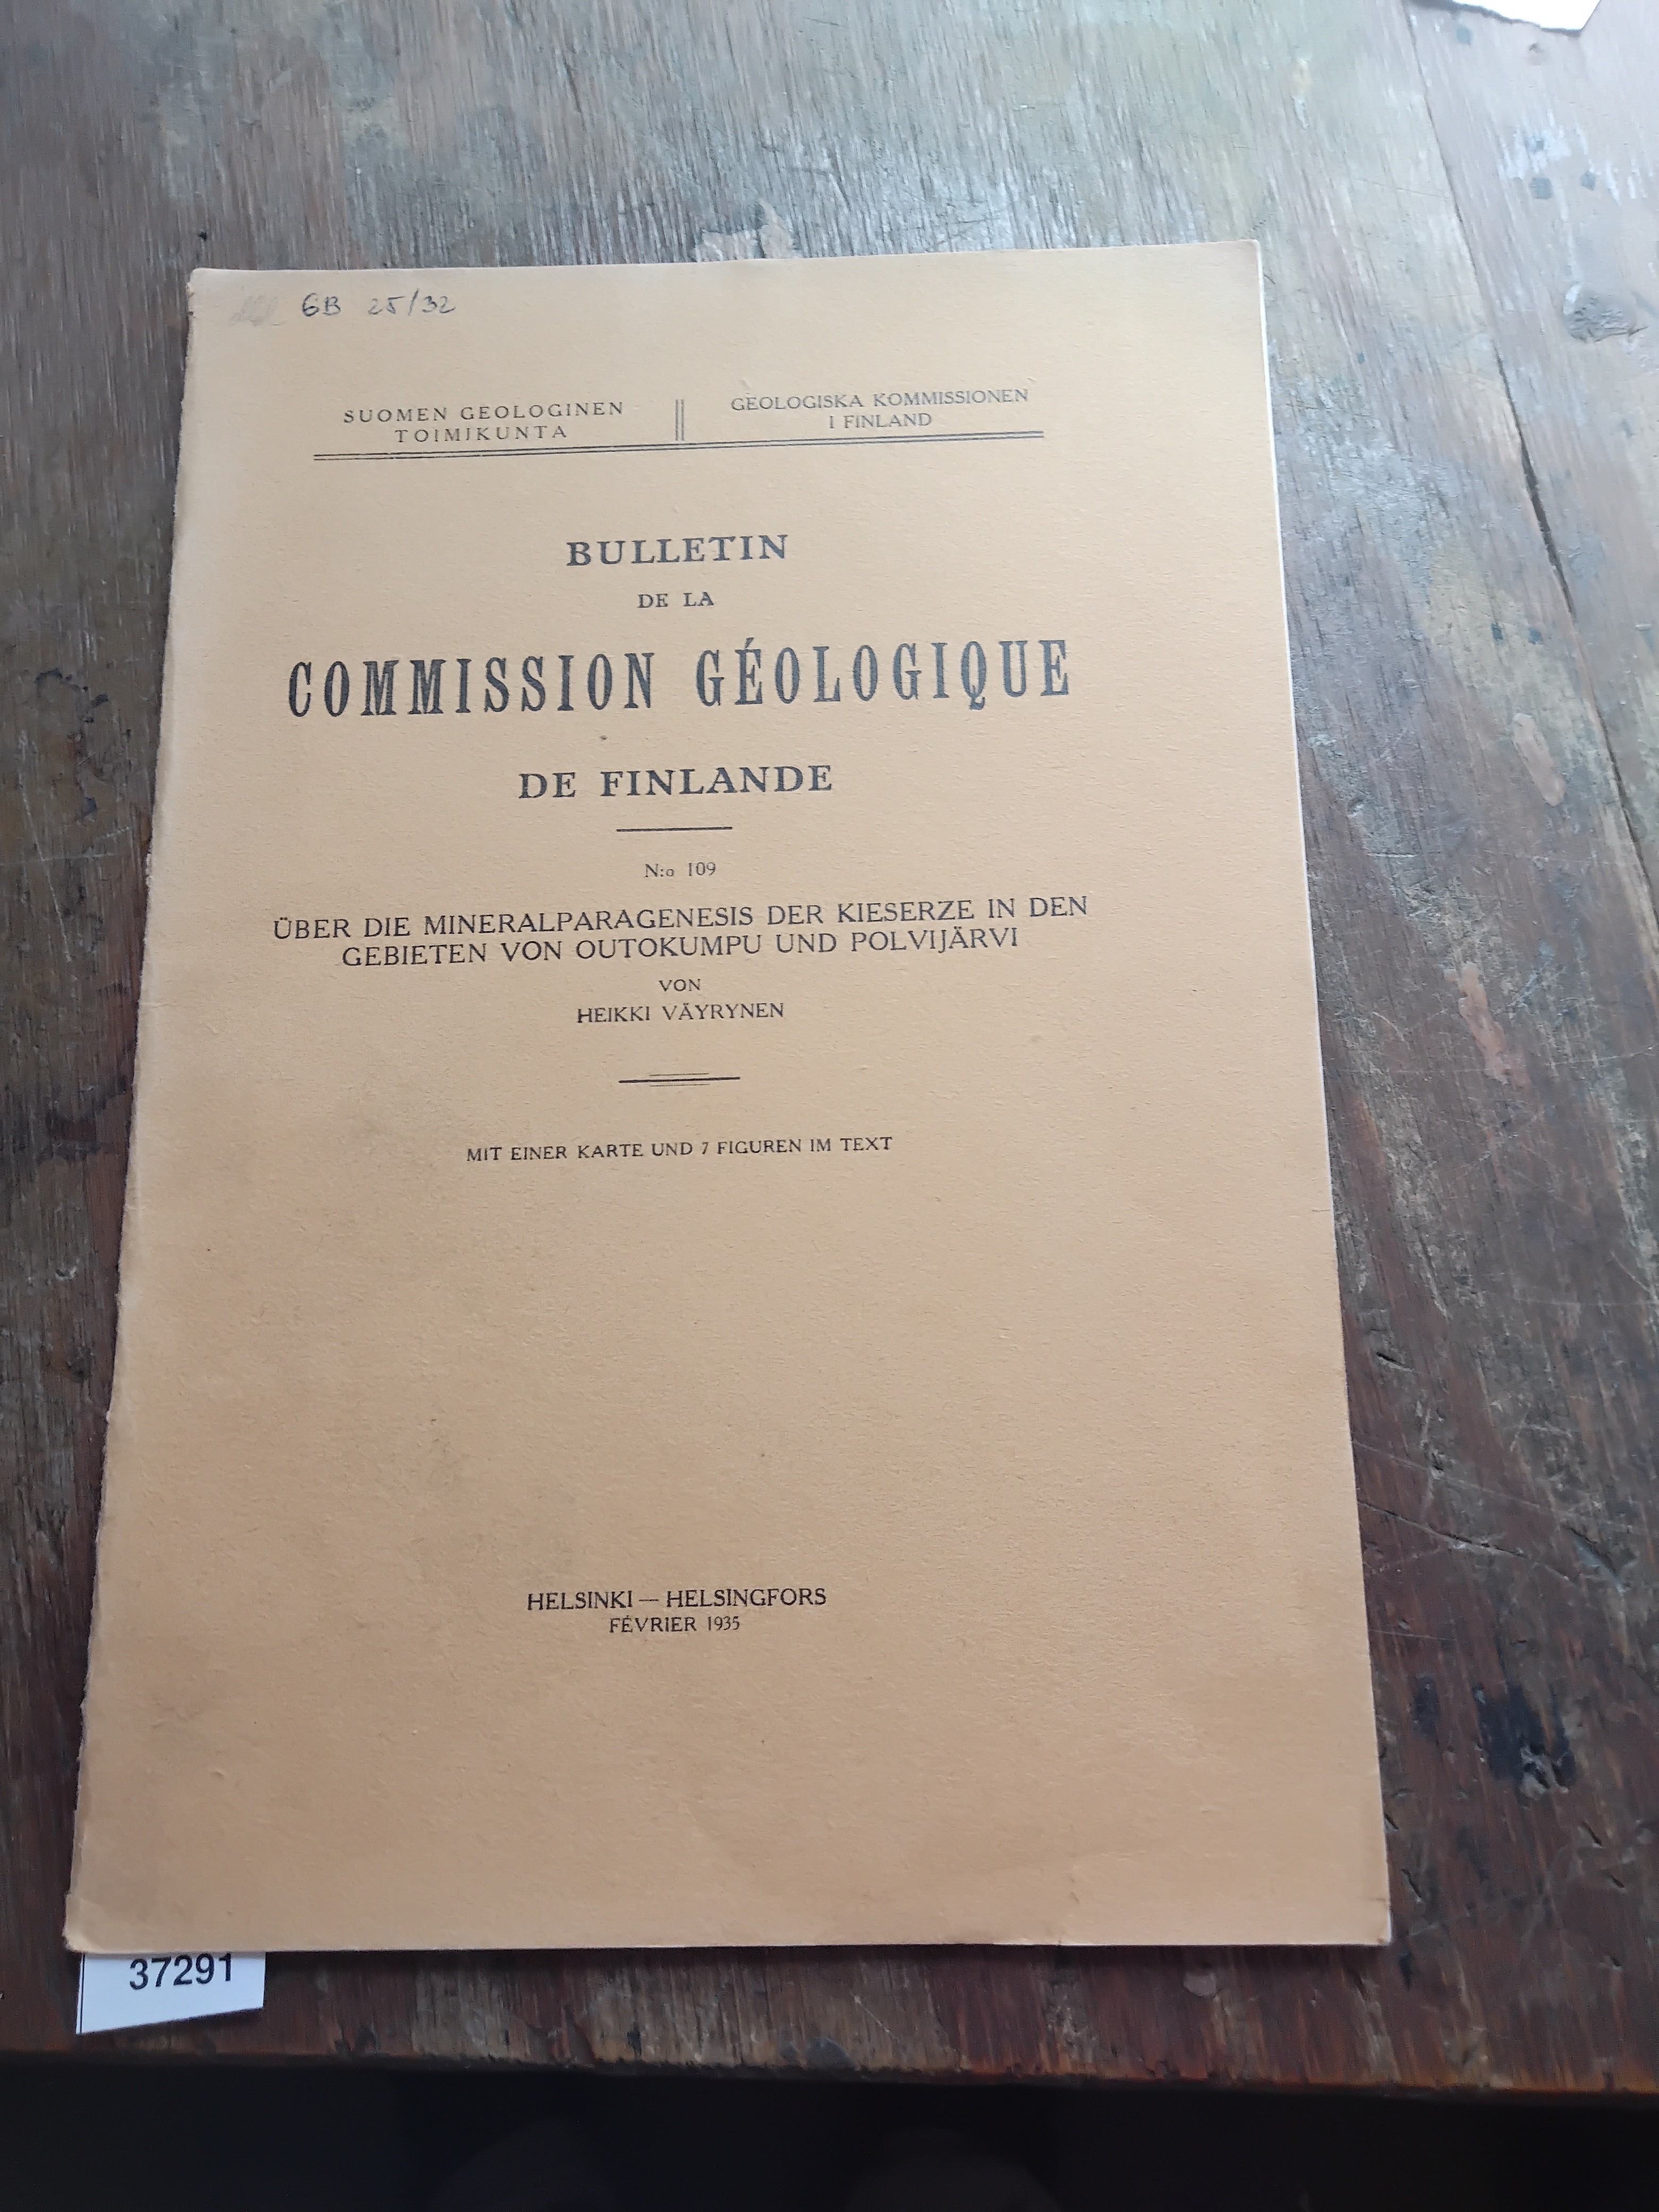 6B 25/32
SUOMEN GEOLOGINEN
TOIMIKUNTA
GEOLOGISKA KOMMISSIONEN
I FINLAND
BULLETIN
DE LA
COMMISSION GÉOLOGIQUE
DE FINLANDE
N:o 109
ÜBER DIE MINERALPARAGENESIS DER KIESERZE IN DEN
GEBIETEN VON OUTOKUMPU UND POLVIJÄRVI
VON
HEIKKI VÄYRYNEN
MIT EINER KARTE UND 7 FIGUREN IM TEXT
HELSINKI — HELSINGFORS
FÉVRIER 1935
37291